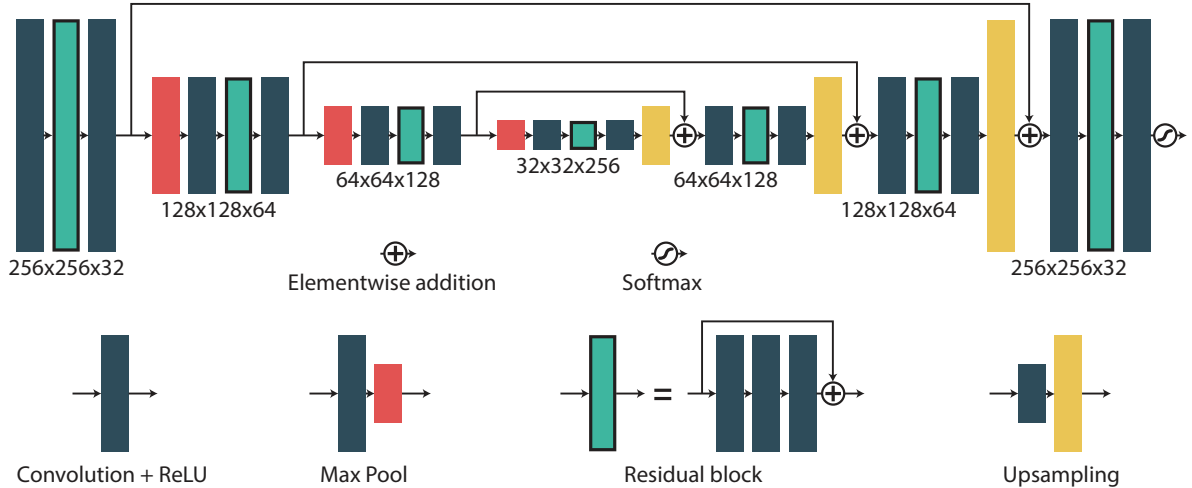 32x32x256
64x64x128
64x64x128
128x128x64
128x128x64
256x256x32
256x256x32
Elementwise addition
Softmax
=
Convolution + ReLU
Max Pool
Residual block
Upsampling